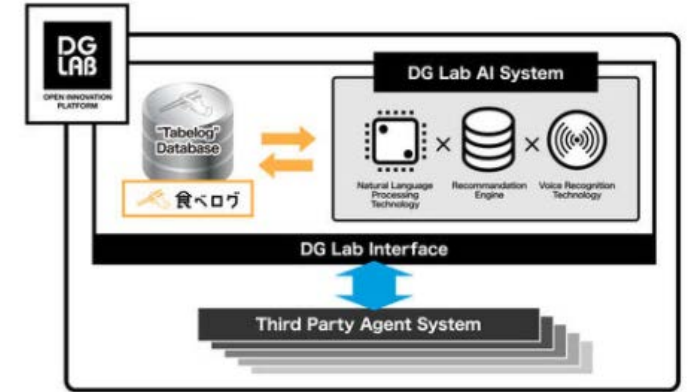 DG
LAB
OPEN INNOVATION
PLATFORM
DG Lab AI System
"Tabelog"
Database
食べログ
×
×
Natural Language
Processing
Technology
Recommandation
Engine
Voice Recognition
Technology
DG Lab Interface
Third Party Agent System